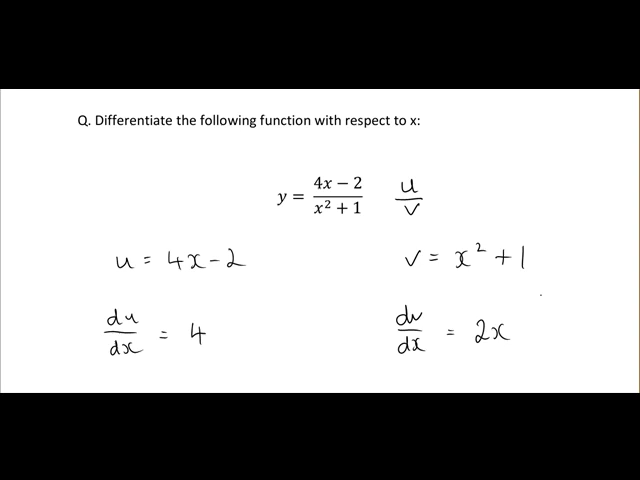 Q. Differentiate the following function with respect to x:
y = (4x − 2)/(x² + 1) u/v
u = 4x - 2 v = x² + 1
du/dx = 4 dv/dx = 2x